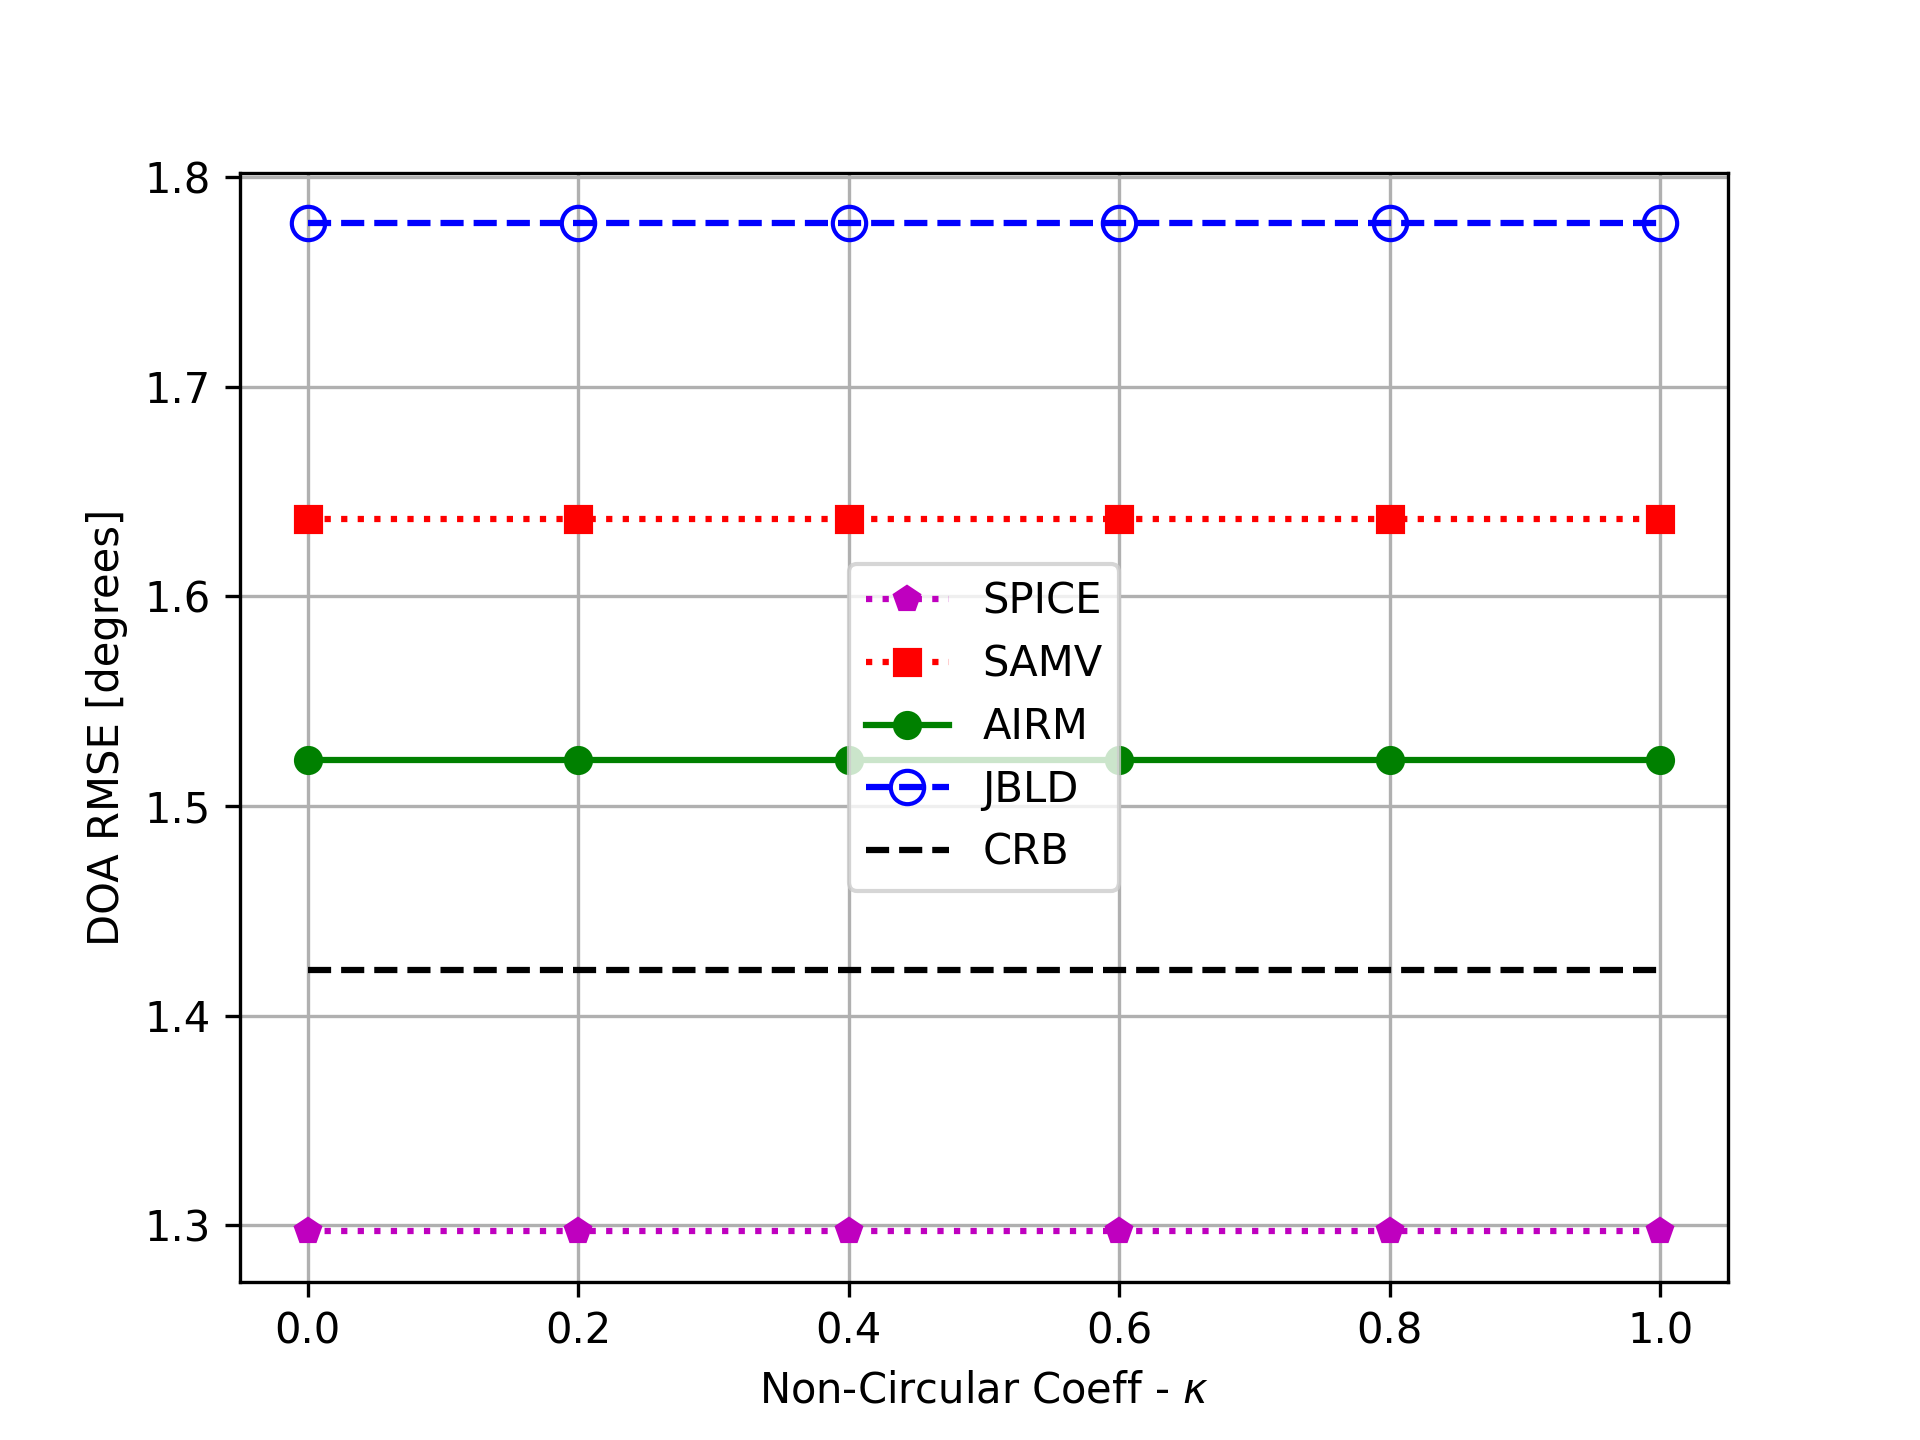 1.8
1.7
1.6
1.5
1.4
1.3
DOA RMSE [degrees]
SPICE
SAMV
AIRM
JBLD
CRB
0.0 0.2 0.4 0.6 0.8 1.0
Non-Circular Coeff - κ